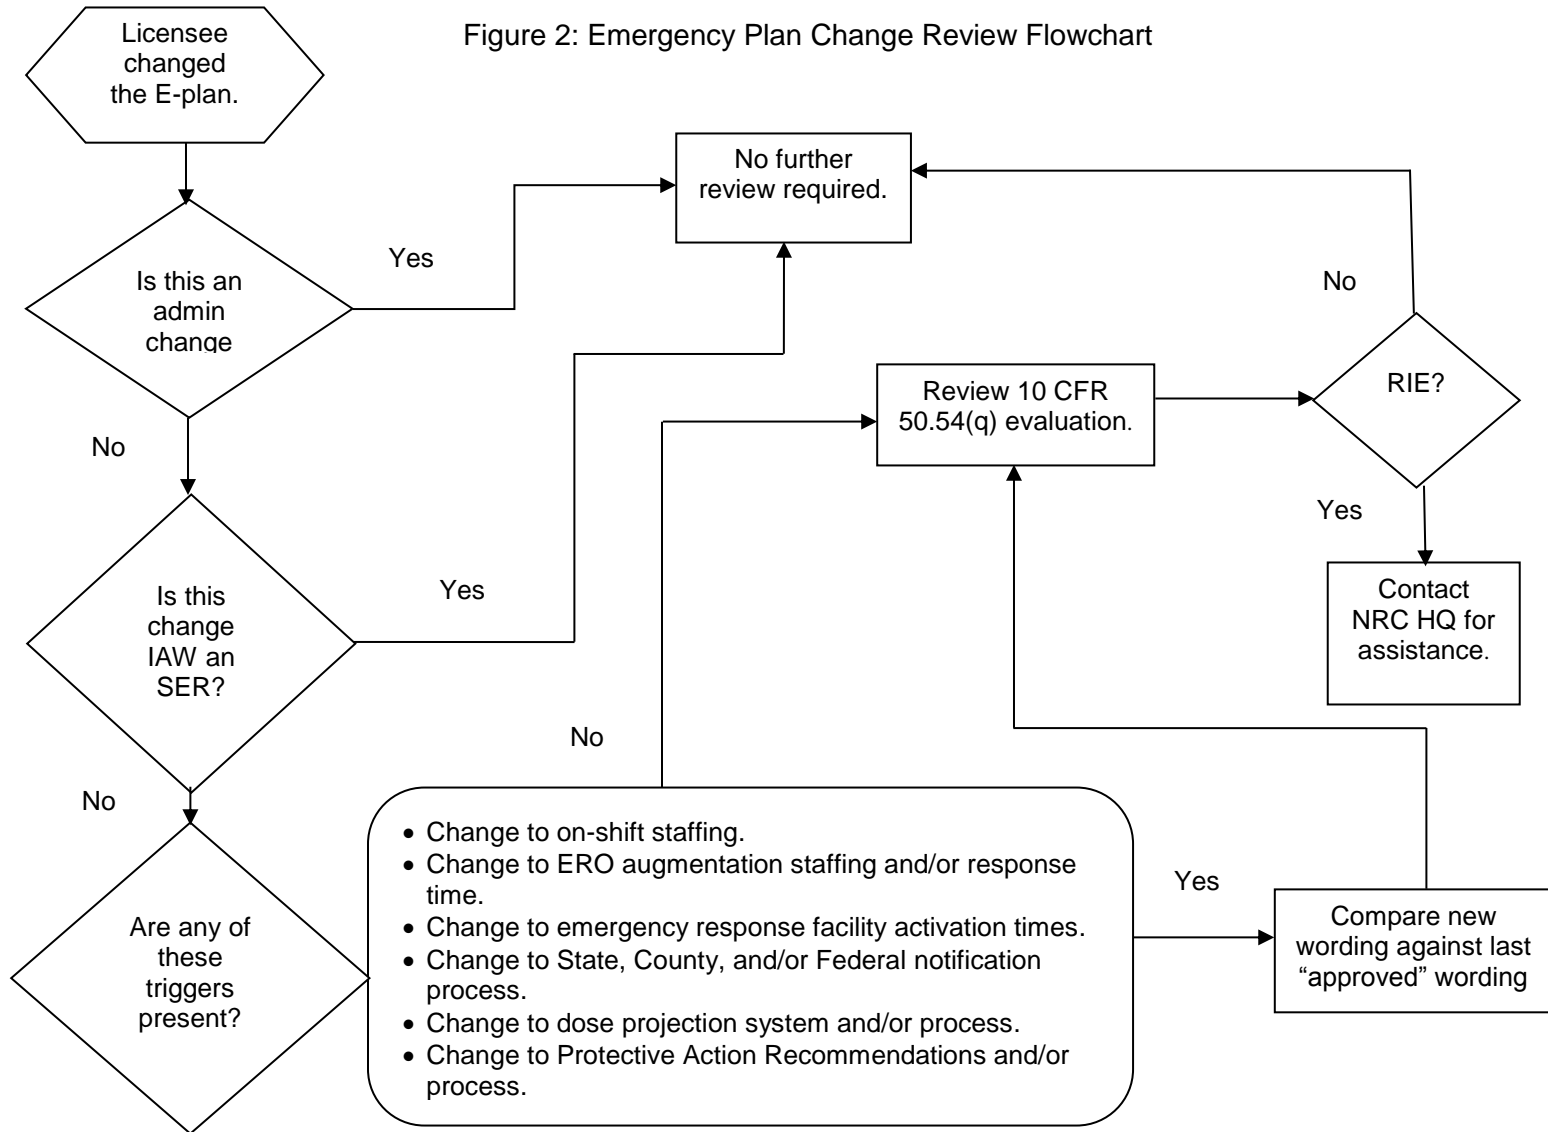 Figure 2: Emergency Plan Change Review Flowchart
Licensee
changed
the E-plan.
No further
review required.
Yes
Is this an
admin
change
No
No
RIE?
Review 10 CFR
50.54(q) evaluation.
Yes
Is this
change
IAW an
SER?
Yes
Contact
NRC HQ for
assistance.
No
No
• Change to on-shift staffing.
• Change to ERO augmentation staffing and/or response
time.
• Change to emergency response facility activation times.
• Change to State, County, and/or Federal notification
process.
• Change to dose projection system and/or process.
• Change to Protective Action Recommendations and/or
process.
Yes
Are any of
these
triggers
present?
Compare new
wording against last
“approved” wording